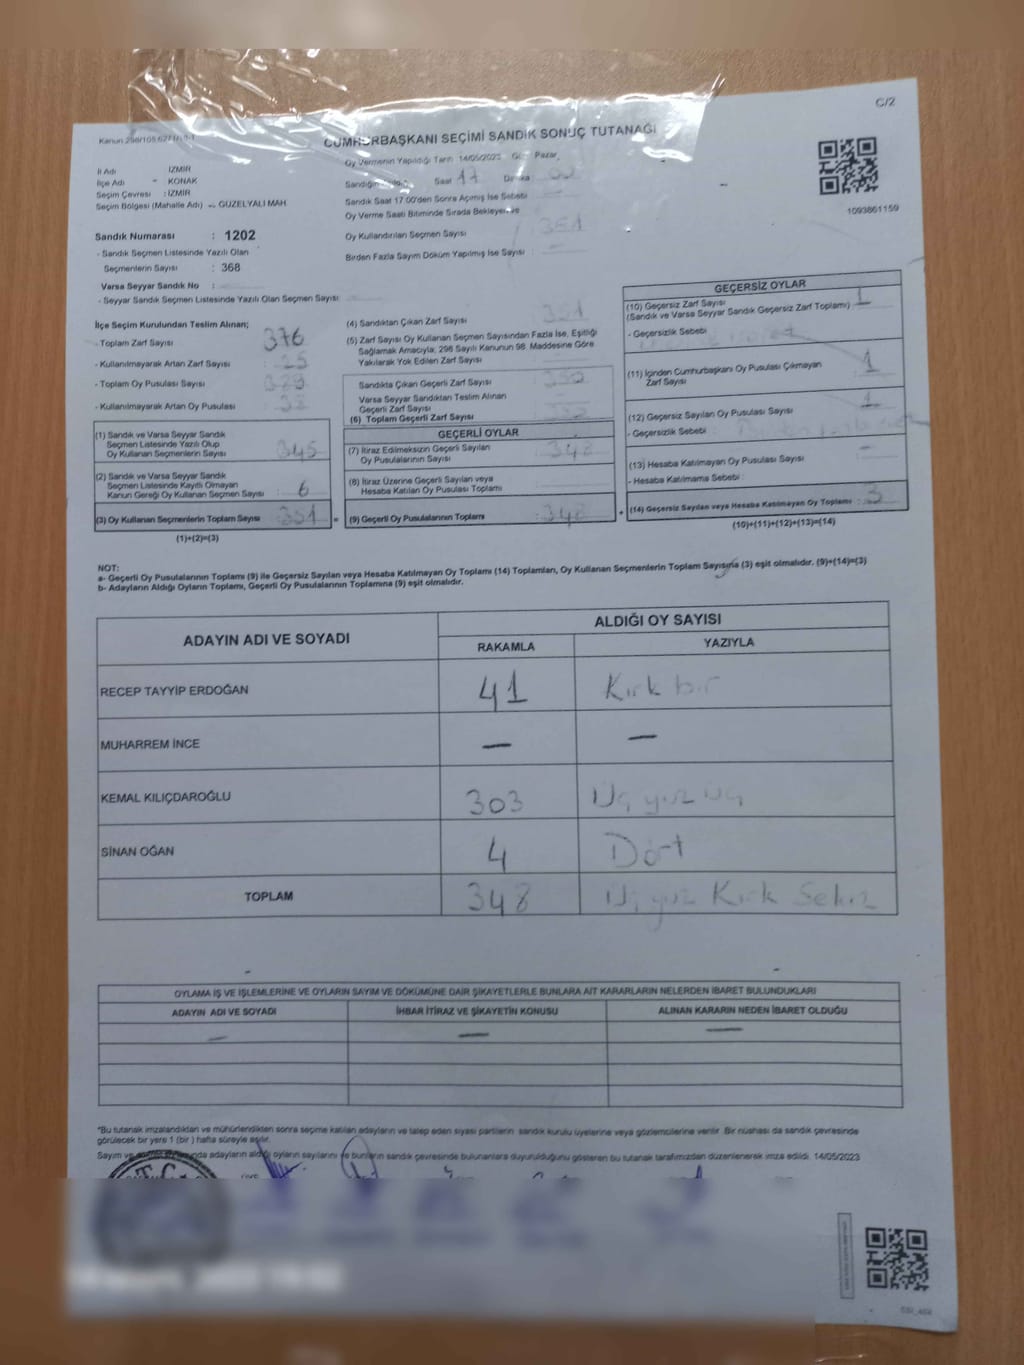 C/2
Kanun 298/105,6271/18-1
CUMHURBAŞKANI SEÇİMİ SANDIK SONUÇ TUTANAĞI
1093861159
İl Adı İZMİR
İlçe Adı - KONAK
Seçim Çevresi : İZMİR
Seçim Bölgesi (Mahalle Adı) - GÜZELYALI MAH
Sandık Numarası : 1202
- Sandık Seçmen Listesinde Yazılı Olan
Seçmenlerin Sayısı : 368
Varsa Seyyar Sandık No :
- Seyyar Sandık Seçmen Listesinde Yazılı Olan Seçmen Sayısı
Oy Vermenin Yapıldığı Tarih 14/05/2023 Gün Pazar
Saat 17
Sandık Saat 17.00'den Sonra Açılmış İse Sebebi
Oy Verme Saati Bitiminde Sırada Bekleyen ve
Oy Kullandırılan Seçmen Sayısı 351
Birden Fazla Sayım Döküm Yapılmış İse Sayısı : —
İlçe Seçim Kurulundan Teslim Alınan;
- Toplam Zarf Sayısı : 376
- Kullanılmayarak Artan Zarf Sayısı : 25
- Toplam Oy Pusulası Sayısı
- Kullanılmayarak Artan Oy Pusulası
(1) Sandık ve Varsa Seyyar Sandık
Seçmen Listesinde Yazılı Olup
Oy Kullanan Seçmenlerin Sayısı : 345
(2) Sandık ve Varsa Seyyar Sandık
Seçmen Listesinde Kayıtlı Olmayan
Kanun Gereği Oy Kullanan Seçmen Sayısı : 6
(3) Oy Kullanan Seçmenlerin Toplam Sayısı : 351 =
(1)+(2)=(3)
(4) Sandıktan Çıkan Zarf Sayısı : 351
(5) Zarf Sayısı Oy Kullanan Seçmen Sayısından Fazla İse, Eşitliği
Sağlamak Amacıyla, 298 Sayılı Kanunun 98. Maddesine Göre
Yakılarak Yok Edilen Zarf Sayısı
Sandıkta Çıkan Geçerli Zarf Sayısı : 350
Varsa Seyyar Sandıktan Teslim Alınan
Geçerli Zarf Sayısı
(6) Toplam Geçerli Zarf Sayısı : 350
GEÇERLİ OYLAR
(7) İtiraz Edilmeksizin Geçerli Sayılan
Oy Pusulalarının Sayısı : 348
(8) İtiraz Üzerine Geçerli Sayılan veya
Hesaba Katılan Oy Pusulası Toplamı
(9) Geçerli Oy Pusulalarının Toplamı : 348 +
GEÇERSİZ OYLAR
(10) Geçersiz Zarf Sayısı
(Sandık ve Varsa Seyyar Sandık Geçersiz Zarf Toplamı) : 1
- Geçersizlik Sebebi
(11) İçinden Cumhurbaşkanı Oy Pusulası Çıkmayan
Zarf Sayısı : 1
(12) Geçersiz Sayılan Oy Pusulası Sayısı : 1
- Geçersizlik Sebebi :
(13) Hesaba Katılmayan Oy Pusulası Sayısı : —
- Hesaba Katılmama Sebebi :
(14) Geçersiz Sayılan veya Hesaba Katılmayan Oy Toplamı : 3
(10)+(11)+(12)+(13)=(14)
NOT:
a- Geçerli Oy Pusulalarının Toplamı (9) ile Geçersiz Sayılan veya Hesaba Katılmayan Oy Toplamı (14) Toplamları, Oy Kullanan Seçmenlerin Toplam Sayısına (3) eşit olmalıdır. (9)+(14)=(3)
b- Adayların Aldığı Oyların Toplamı, Geçerli Oy Pusulalarının Toplamına (9) eşit olmalıdır.
ADAYIN ADI VE SOYADI ALDIĞI OY SAYISI
RAKAMLA YAZIYLA
RECEP TAYYİP ERDOĞAN 41 Kırk bir
MUHARREM İNCE — —
KEMAL KILIÇDAROĞLU 303 Üç yüz üç
SİNAN OĞAN 4 Dört
TOPLAM 348 Üç yüz Kırk Sekiz
OYLAMA İŞ VE İŞLEMLERİNE VE OYLARIN SAYIM VE DÖKÜMÜNE DAİR ŞİKAYETLERLE BUNLARA AİT KARARLARIN NELERDEN İBARET BULUNDUKLARI
ADAYIN ADI VE SOYADI İHBAR İTİRAZ VE ŞİKAYETİN KONUSU ALINAN KARARIN NEDEN İBARET OLDUĞU
— — —
*Bu tutanak imzalandıktan ve mühürlendikten sonra seçime katılan adayların ve talep eden siyasi partilerin sandık kurulu üyelerine veya gözlemcilerine verilir. Bir nüshası da sandık çevresinde
görülecek bir yere 1 (bir) hafta süreyle asılır.
Sayım ve adayların aldığı oyların sayılarını ve bunların sandık çevresinde bulunanlara duyurulduğunu gösteren bu tutanak tarafımızdan düzenlenerek imza edildi. 14/05/2023
T.C.